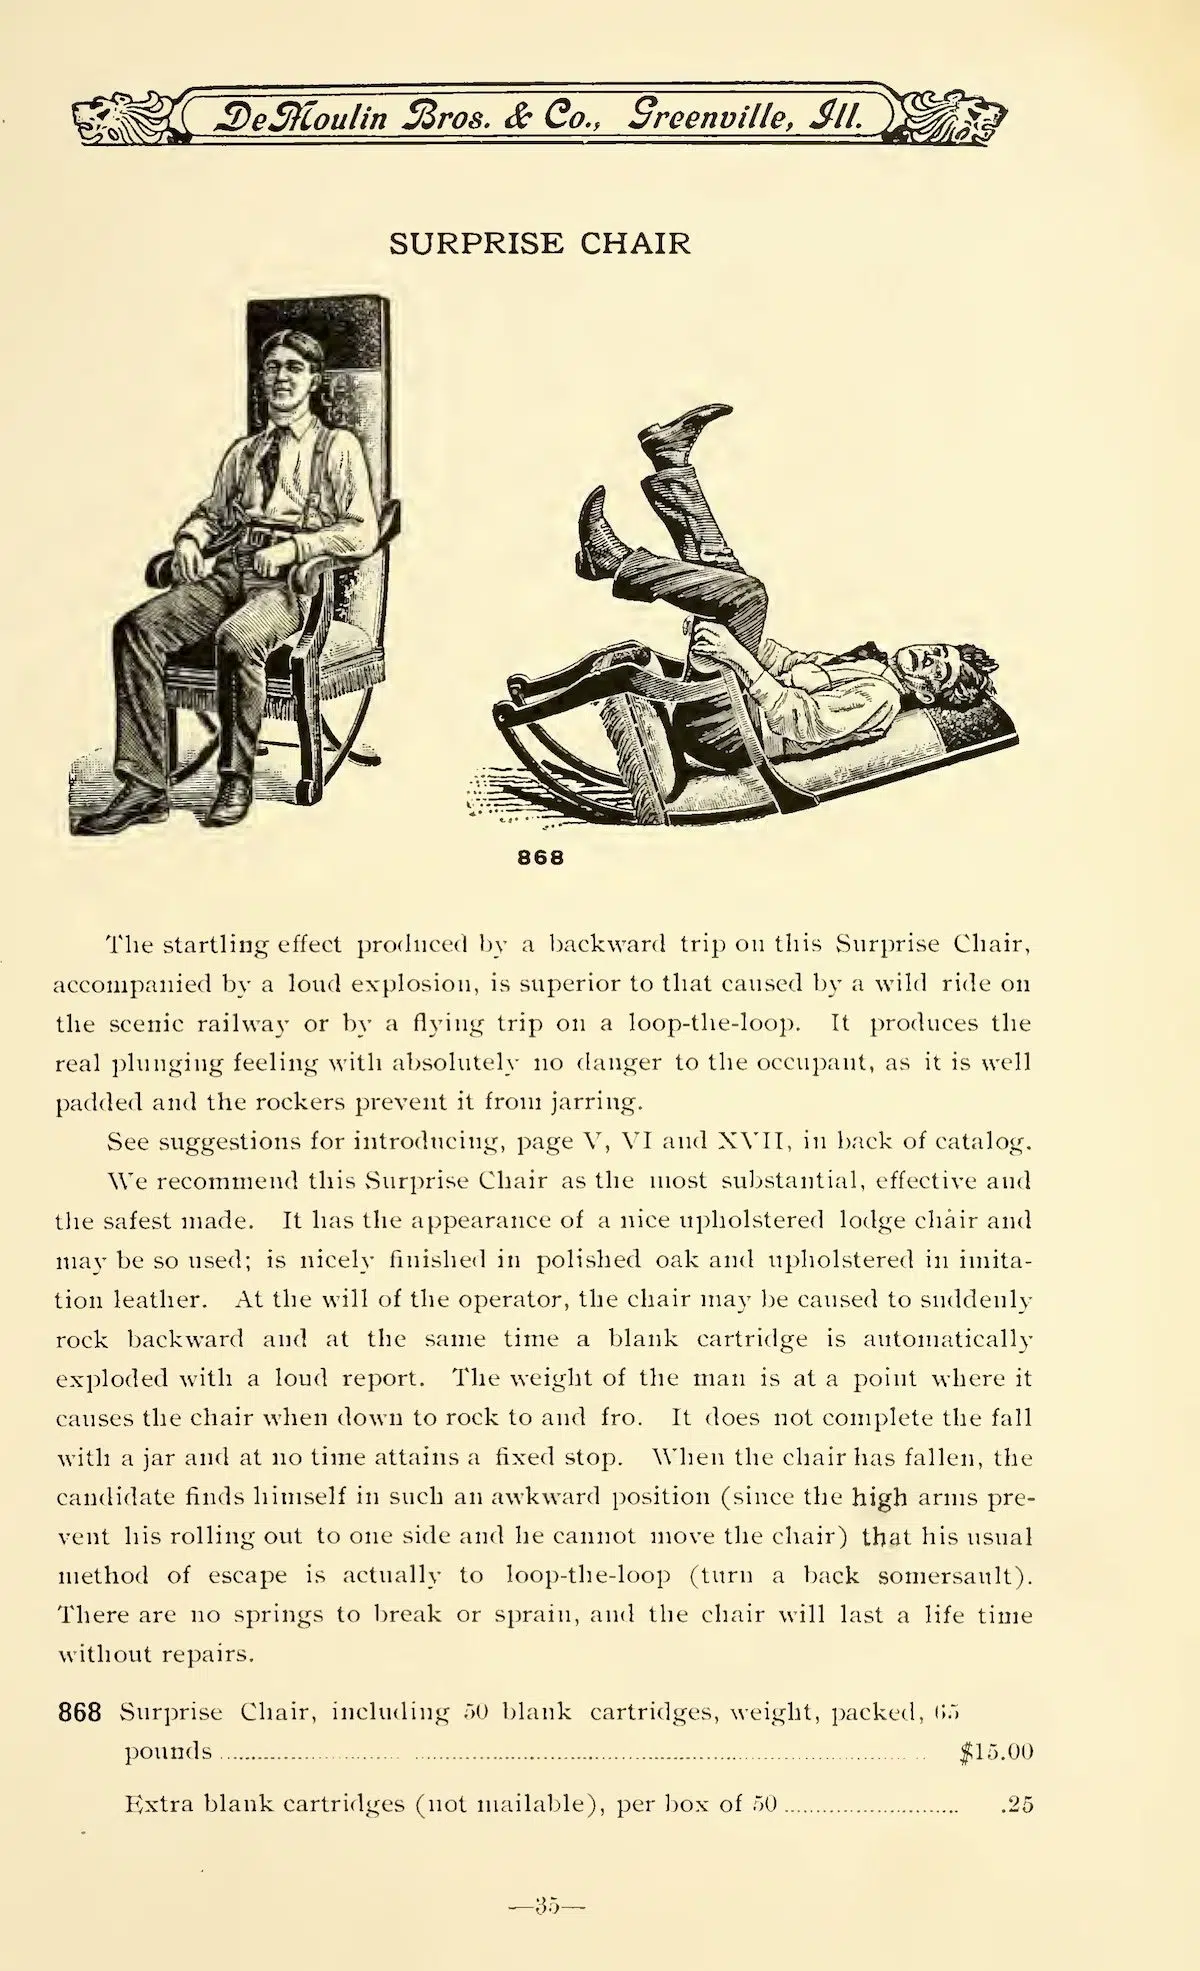 DeMoulin Bros. & Co., Greenville, Ill.
SURPRISE CHAIR
868
The startling effect produced by a backward trip on this Surprise Chair,
accompanied by a loud explosion, is superior to that caused by a wild ride on
the scenic railway or by a flying trip on a loop-the-loop. It produces the
real plunging feeling with absolutely no danger to the occupant, as it is well
padded and the rockers prevent it from jarring.
See suggestions for introducing, page V, VI and XVII, in back of catalog.
We recommend this Surprise Chair as the most substantial, effective and
the safest made. It has the appearance of a nice upholstered lodge chair and
may be so used; is nicely finished in polished oak and upholstered in imita-
tion leather. At the will of the operator, the chair may be caused to suddenly
rock backward and at the same time a blank cartridge is automatically
exploded with a loud report. The weight of the man is at a point where it
causes the chair when down to rock to and fro. It does not complete the fall
with a jar and at no time attains a fixed stop. When the chair has fallen, the
candidate finds himself in such an awkward position (since the high arms pre-
vent his rolling out to one side and he cannot move the chair) that his usual
method of escape is actually to loop-the-loop (turn a back somersault).
There are no springs to break or sprain, and the chair will last a life time
without repairs.
868 Surprise Chair, including 50 blank cartridges, weight, packed, 65
pounds........................................ $15.00
Extra blank cartridges (not mailable), per box of 50.................... .25
—35—